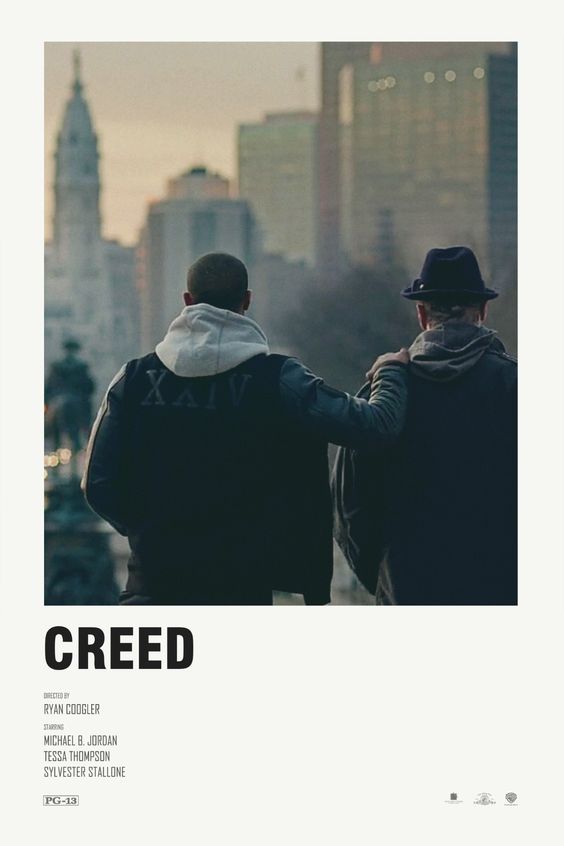 XXIV
CREED
DIRECTED BY
RYAN COOGLER
STARRING
MICHAEL B. JORDAN
TESSA THOMPSON
SYLVESTER STALLONE
PG-13